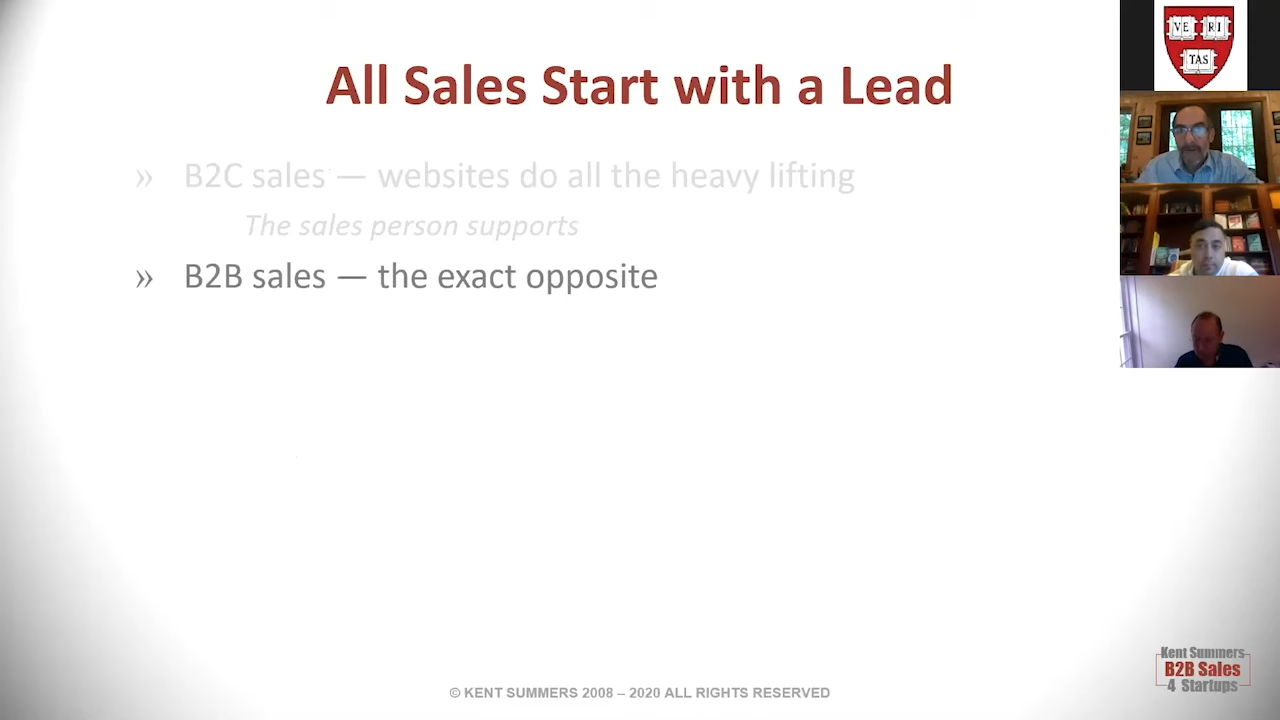 All Sales Start with a Lead
» B2C sales — websites do all the heavy lifting
The sales person supports
» B2B sales — the exact opposite
VE RI
TAS
Kent Summers
B2B Sales
4 Startups
© KENT SUMMERS 2008 – 2020 ALL RIGHTS RESERVED